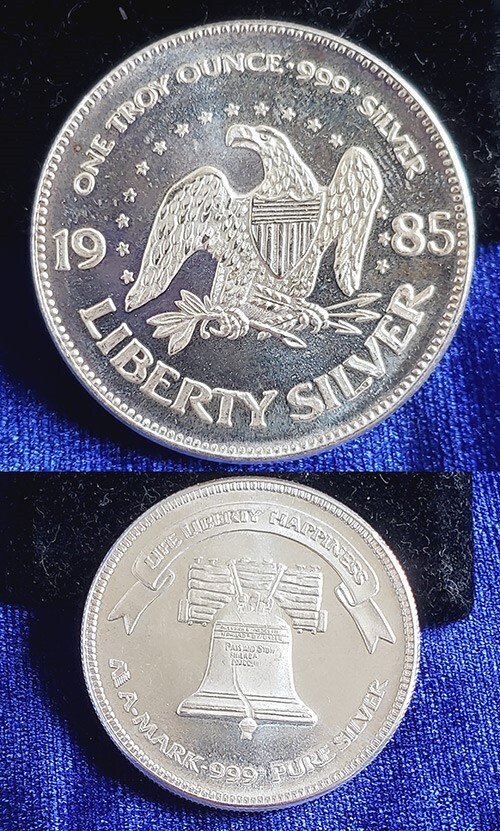 ONE TROY OUNCE·999·SILVER
19 85
LIBERTY SILVER
LIFE LIBERTY HAPPINESS
PASS AND STOW
A-MARK·999·PURE SILVER